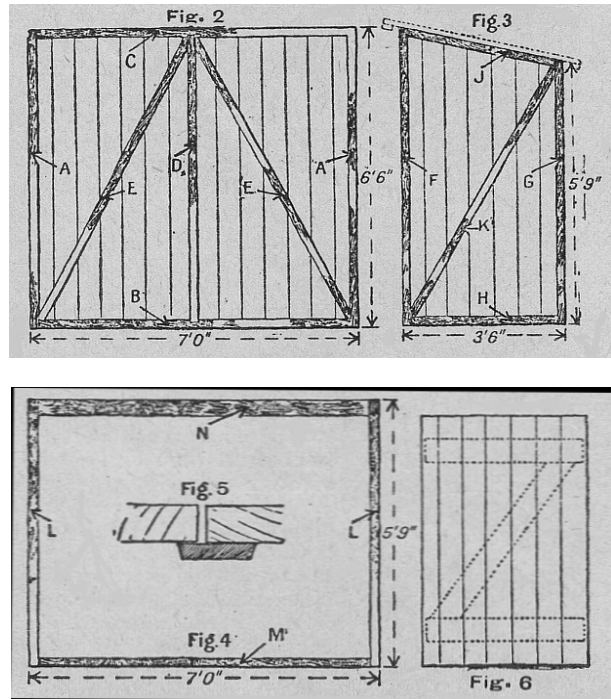 Fig. 2
C
A
D
A
E
E
B
7'0"
6'6"
Fig.3
J
F
G
K
H
5'9"
3'6"
N
Fig.5
L
L
5'9"
Fig.4
M
7'0"
Fig. 6